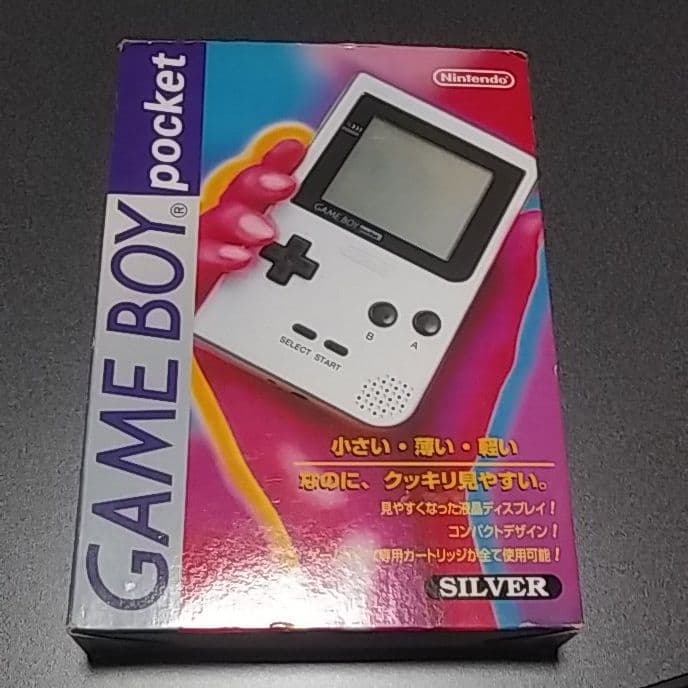 GAME BOY® pocket
Nintendo®
GAME BOY pocket
B A
SELECT START
小さい・薄い・軽い
なのに、クッキリ見やすい。
見やすくなった液晶ディスプレイ!
コンパクトデザイン!
専用カートリッジが全て使用可能!
SILVER